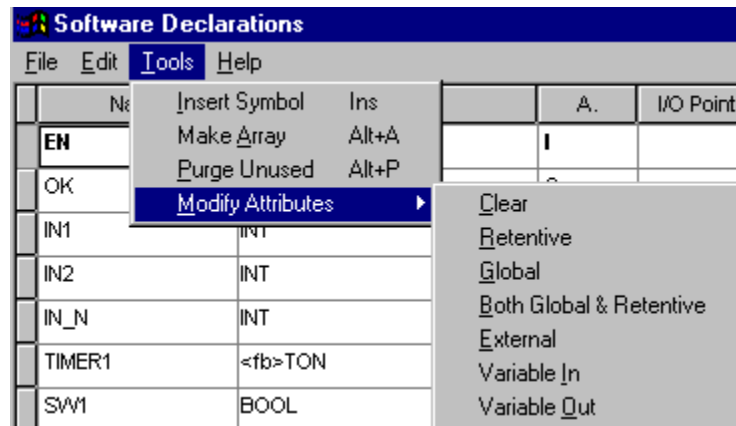 Software Declarations
File Edit Tools Help
Na A. I/O Point
Insert Symbol Ins
Make Array Alt+A
Purge Unused Alt+P
Modify Attributes
EN I
OK
IN1 INT
IN2 INT
IN_N INT
TIMER1 <fb>TON
SW1 BOOL
Clear
Retentive
Global
Both Global & Retentive
External
Variable In
Variable Out